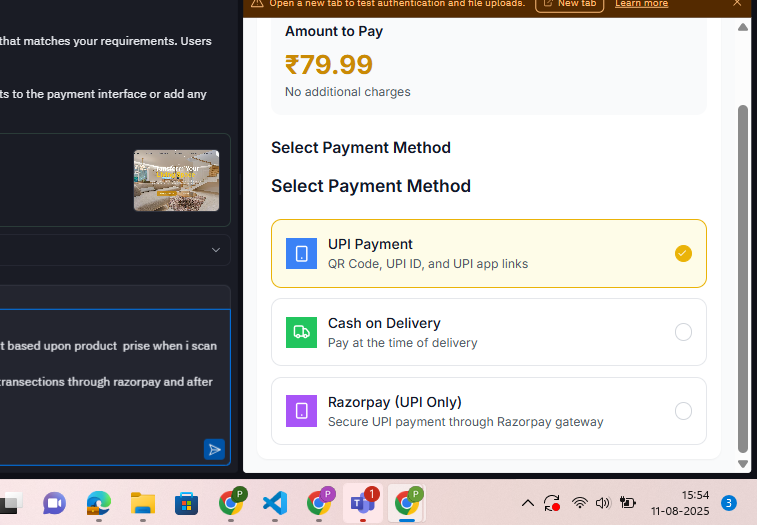 Open a new tab to test authentication and file uploads. New tab Learn more
that matches your requirements. Users
ts to the payment interface or add any
t based upon product prise when i scan
transections through razorpay and after
Amount to Pay
₹79.99
No additional charges
Select Payment Method
Select Payment Method
UPI Payment
QR Code, UPI ID, and UPI app links
Cash on Delivery
Pay at the time of delivery
Razorpay (UPI Only)
Secure UPI payment through Razorpay gateway
P
P
1
P
15:54
11-08-2025
3